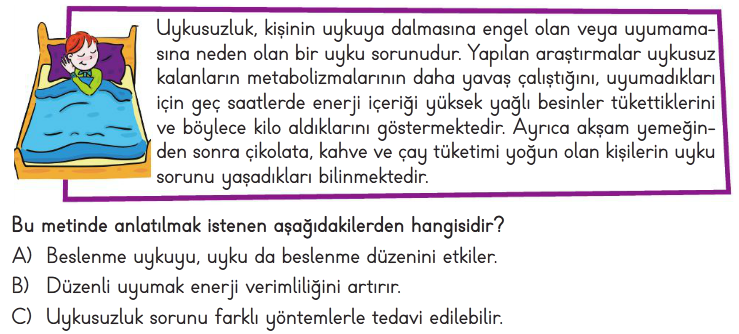 Uykusuzluk, kişinin uykuya dalmasına engel olan veya uyumama-
sına neden olan bir uyku sorunudur. Yapılan araştırmalar uykusuz
kalanların metabolizmalarının daha yavaş çalıştığını, uyumadıkları
için geç saatlerde enerji içeriği yüksek yağlı besinler tükettiklerini
ve böylece kilo aldıklarını göstermektedir. Ayrıca akşam yemeğin-
den sonra çikolata, kahve ve çay tüketimi yoğun olan kişilerin uyku
sorunu yaşadıkları bilinmektedir.
Bu metinde anlatılmak istenen aşağıdakilerden hangisidir?
A) Beslenme uykuyu, uyku da beslenme düzenini etkiler.
B) Düzenli uyumak enerji verimliliğini artırır.
C) Uykusuzluk sorunu farklı yöntemlerle tedavi edilebilir.